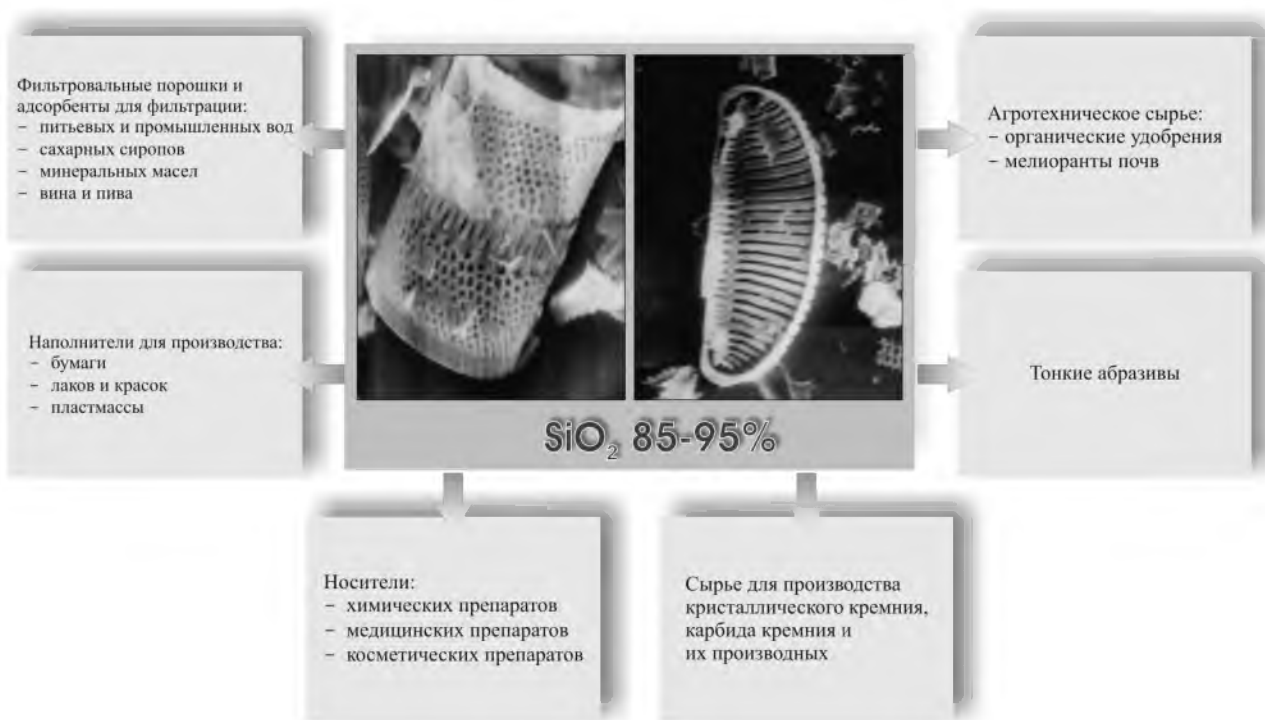 Фильтровальные порошки и
адсорбенты для фильтрации:
– питьевых и промышленных вод
– сахарных сиропов
– минеральных масел
– вина и пива
Агротехническое сырье:
– органические удобрения
– мелиоранты почв
Наполнители для производства:
– бумаги
– лаков и красок
– пластмассы
Тонкие абразивы
SiO₂ 85-95%
Носители:
– химических препаратов
– медицинских препаратов
– косметических препаратов
Сырье для производства
кристаллического кремния,
карбида кремния и
их производных